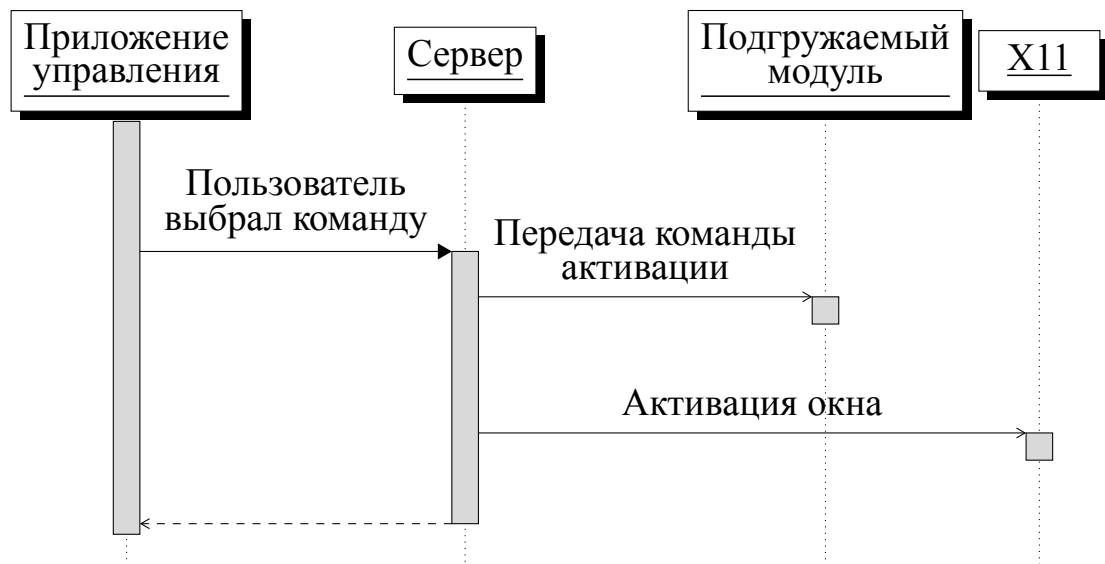 Приложение
управления
Сервер
Подгружаемый
модуль
X11
Пользователь
выбрал команду
Передача команды
активации
Активация окна